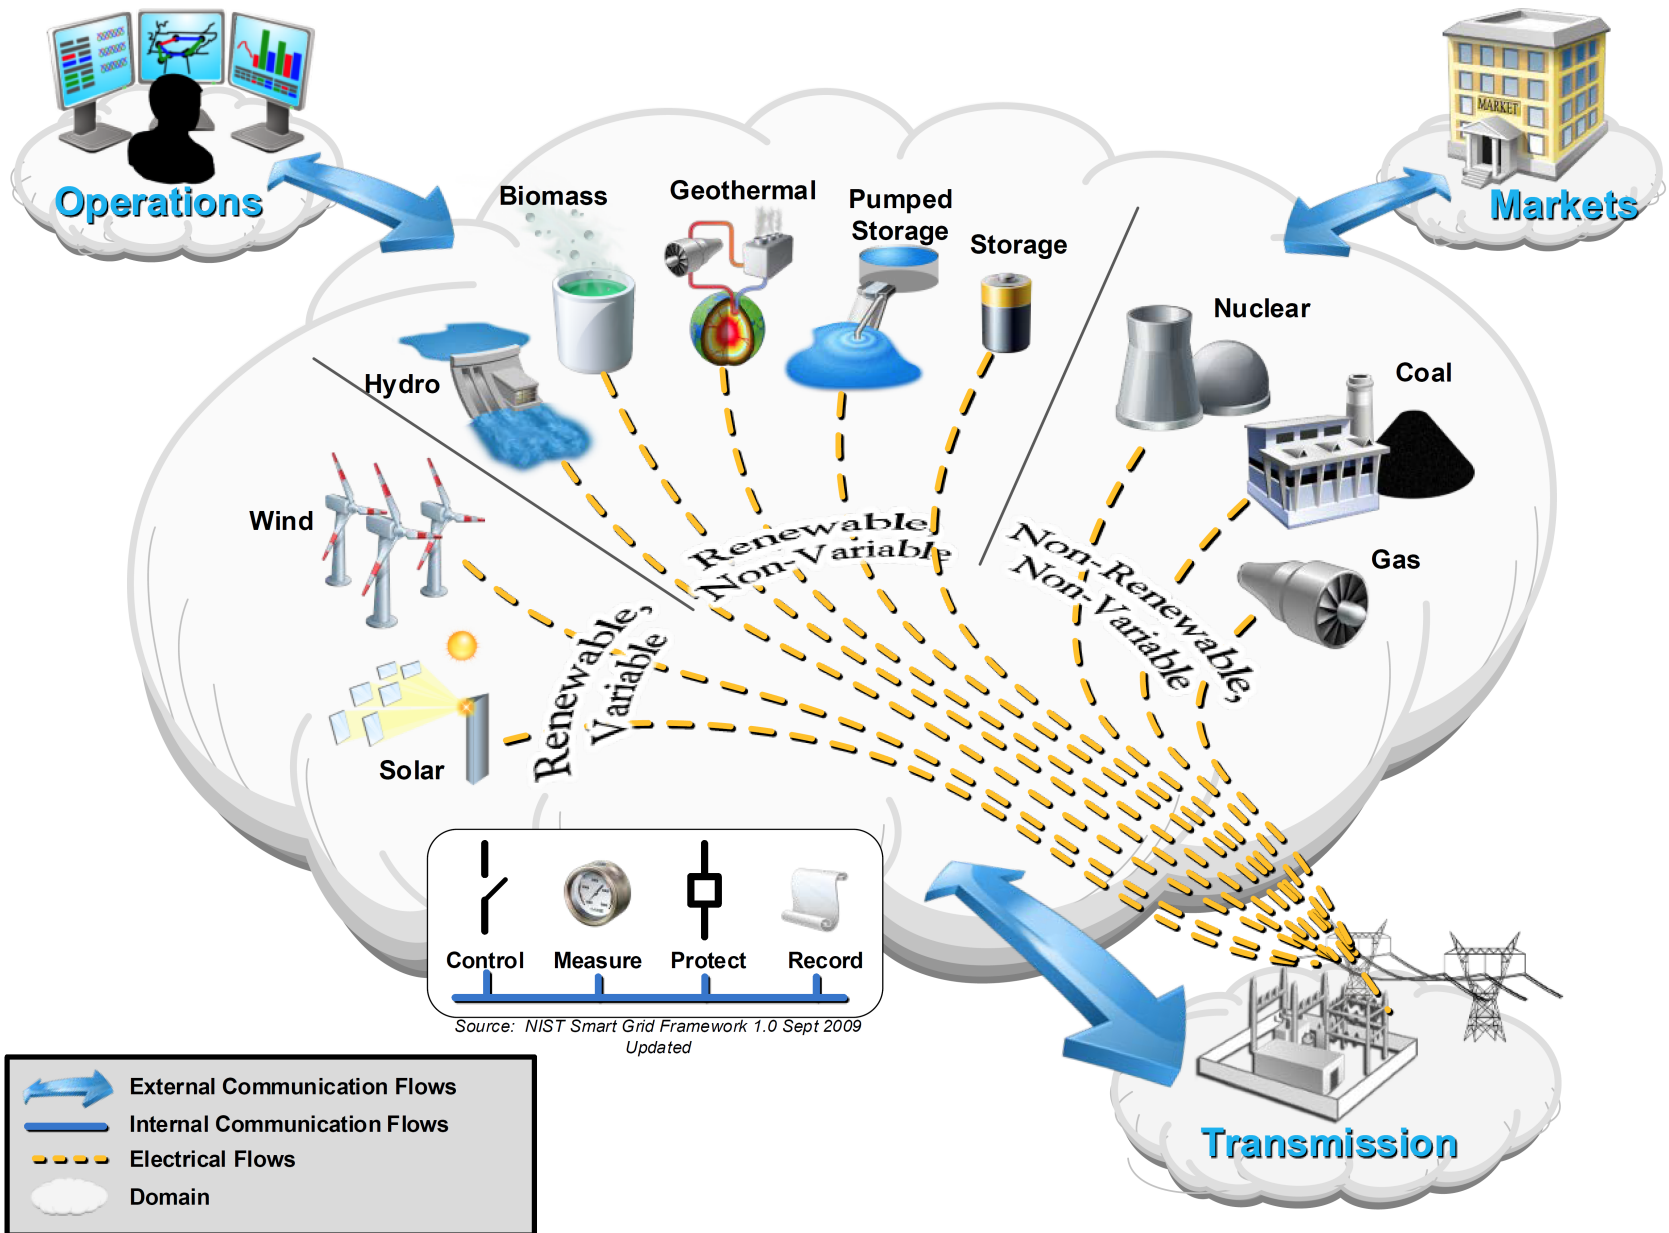 Operations
MARKET
Markets
Biomass
Geothermal
Pumped
Storage
Storage
Nuclear
Hydro
Coal
Wind
Gas
Solar
Renewable,
Variable
Renewable,
Non-Variable
Non-Renewable,
Non-Variable
Control
Measure
Protect
Record
Source: NIST Smart Grid Framework 1.0 Sept 2009
Updated
External Communication Flows
Internal Communication Flows
Electrical Flows
Domain
Transmission